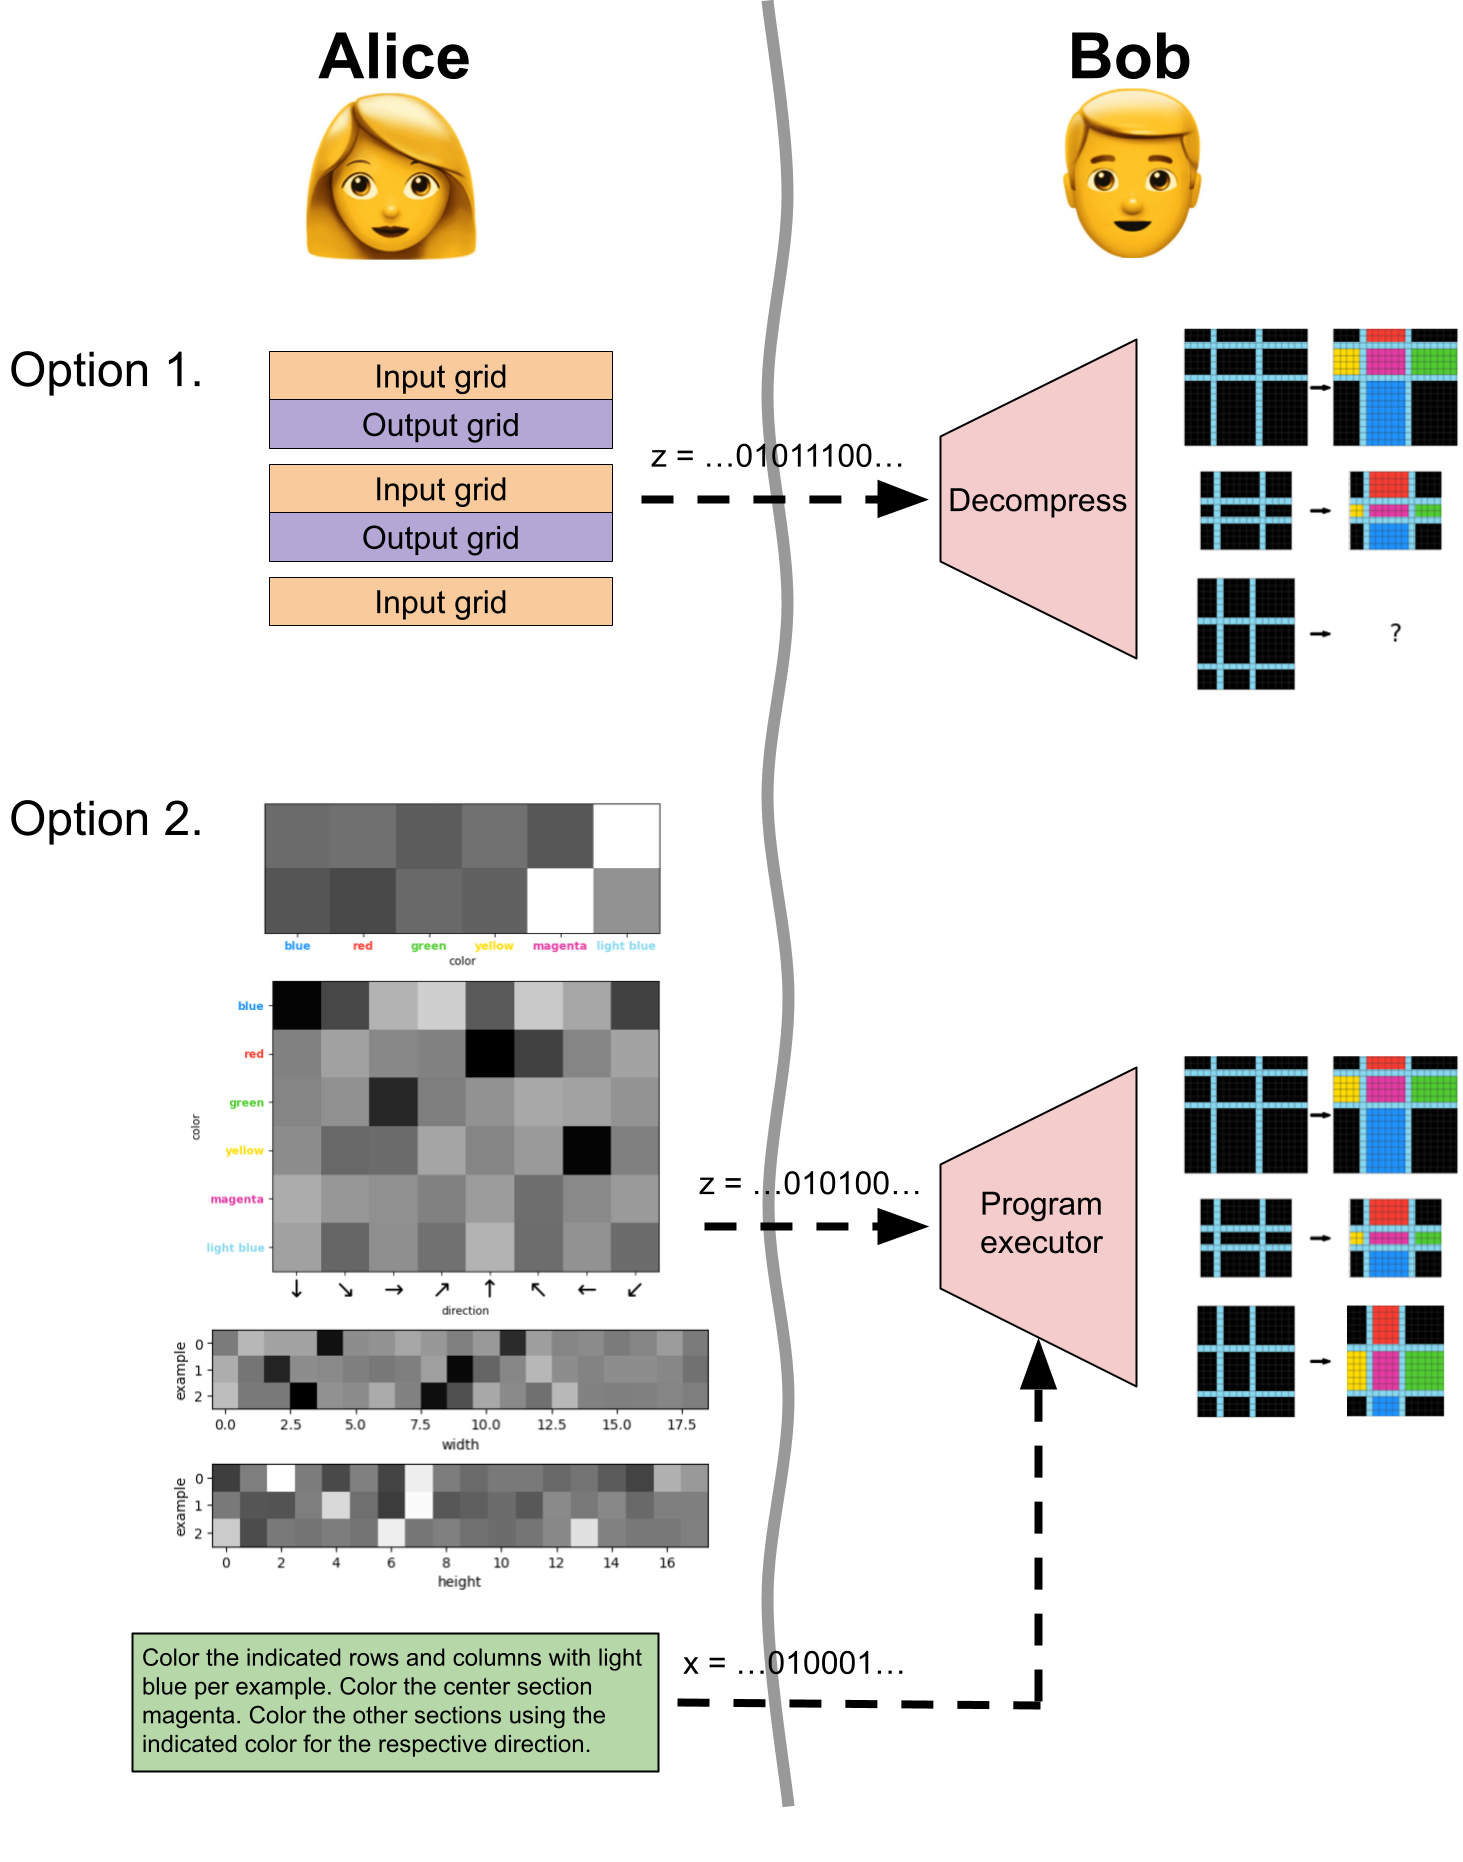 Alice
Bob
Option 1.
Input grid
Output grid
Input grid
Output grid
Input grid
z = …01011100…
Decompress
?
Option 2.
blue red green yellow magenta light blue
color
blue
red
green
yellow
magenta
light blue
color
↓ ↘ → ↗ ↑ ↖ ← ↙
direction
z = …010100…
Program
executor
example
0
1
2
0.0 2.5 5.0 7.5 10.0 12.5 15.0 17.5
width
example
0
1
2
0 2 4 6 8 10 12 14 16
height
Color the indicated rows and columns with light
blue per example. Color the center section
magenta. Color the other sections using the
indicated color for the respective direction.
x = …010001…